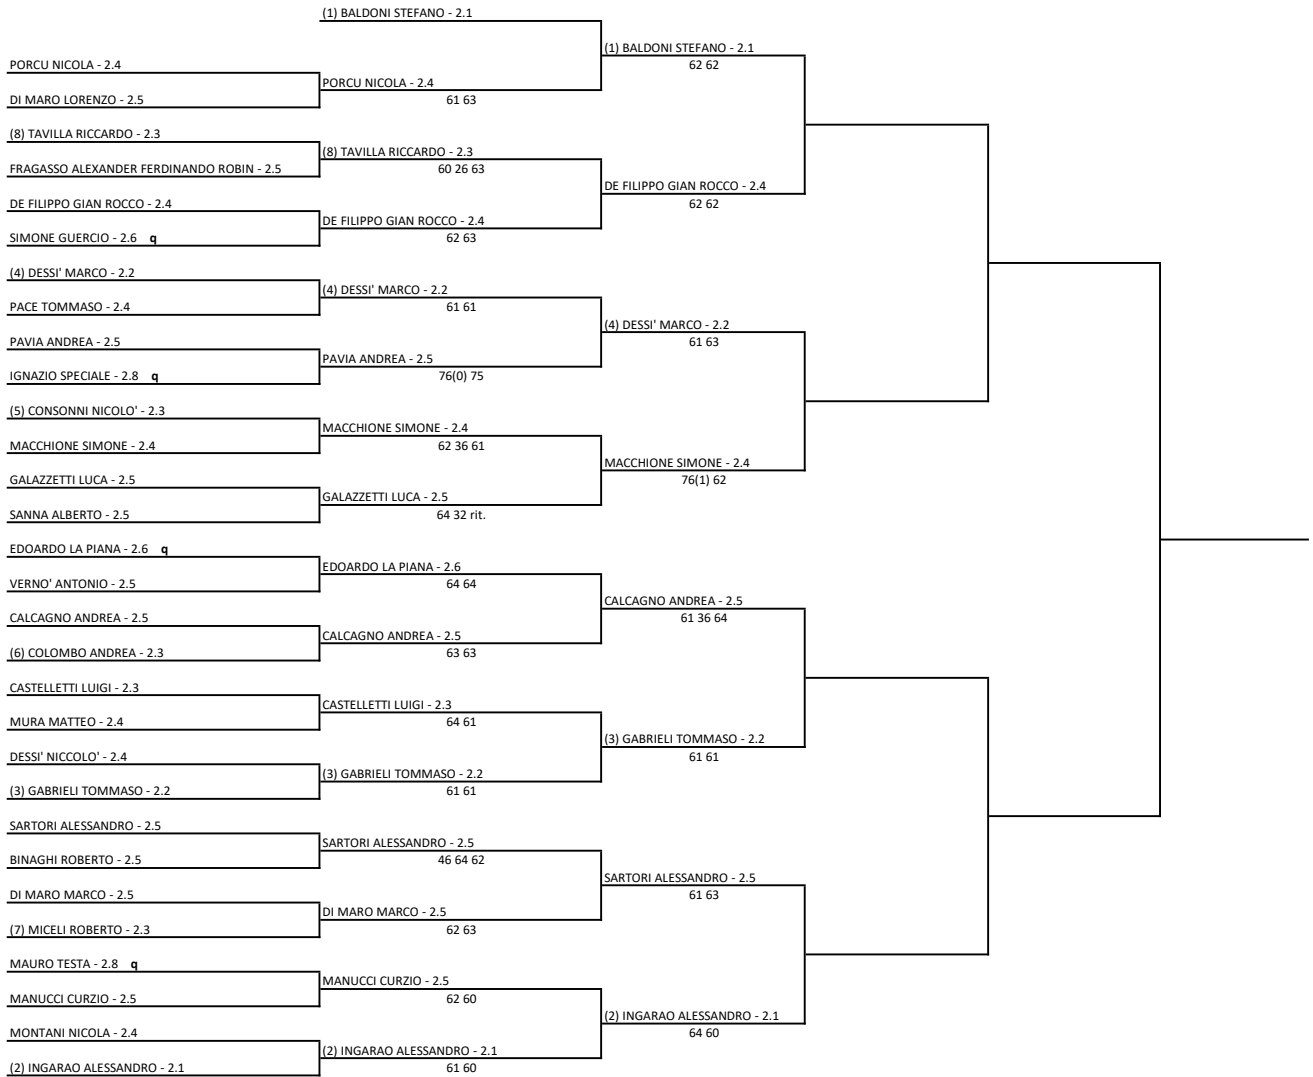 (1) BALDONI STEFANO - 2.1
(1) BALDONI STEFANO - 2.1
PORCU NICOLA - 2.4
62 62
PORCU NICOLA - 2.4
DI MARO LORENZO - 2.5
61 63
(8) TAVILLA RICCARDO - 2.3
(8) TAVILLA RICCARDO - 2.3
FRAGASSO ALEXANDER FERDINANDO ROBIN - 2.5
60 26 63
DE FILIPPO GIAN ROCCO - 2.4
DE FILIPPO GIAN ROCCO - 2.4
62 62
DE FILIPPO GIAN ROCCO - 2.4
SIMONE GUERCIO - 2.6 q
62 63
(4) DESSI' MARCO - 2.2
(4) DESSI' MARCO - 2.2
PACE TOMMASO - 2.4
61 61
(4) DESSI' MARCO - 2.2
PAVIA ANDREA - 2.5
61 63
PAVIA ANDREA - 2.5
IGNAZIO SPECIALE - 2.8 q
76(0) 75
(5) CONSONNI NICOLO' - 2.3
MACCHIONE SIMONE - 2.4
MACCHIONE SIMONE - 2.4
62 36 61
MACCHIONE SIMONE - 2.4
GALAZZETTI LUCA - 2.5
76(1) 62
GALAZZETTI LUCA - 2.5
SANNA ALBERTO - 2.5
64 32 rit.
EDOARDO LA PIANA - 2.6 q
EDOARDO LA PIANA - 2.6
VERNO' ANTONIO - 2.5
64 64
CALCAGNO ANDREA - 2.5
CALCAGNO ANDREA - 2.5
61 36 64
CALCAGNO ANDREA - 2.5
(6) COLOMBO ANDREA - 2.3
63 63
CASTELLETTI LUIGI - 2.3
CASTELLETTI LUIGI - 2.3
MURA MATTEO - 2.4
64 61
(3) GABRIELI TOMMASO - 2.2
DESSI' NICCOLO' - 2.4
61 61
(3) GABRIELI TOMMASO - 2.2
(3) GABRIELI TOMMASO - 2.2
61 61
SARTORI ALESSANDRO - 2.5
SARTORI ALESSANDRO - 2.5
BINAGHI ROBERTO - 2.5
46 64 62
SARTORI ALESSANDRO - 2.5
DI MARO MARCO - 2.5
61 63
DI MARO MARCO - 2.5
(7) MICELI ROBERTO - 2.3
62 63
MAURO TESTA - 2.8 q
MANUCCI CURZIO - 2.5
MANUCCI CURZIO - 2.5
62 60
(2) INGARAO ALESSANDRO - 2.1
MONTANI NICOLA - 2.4
64 60
(2) INGARAO ALESSANDRO - 2.1
(2) INGARAO ALESSANDRO - 2.1
61 60